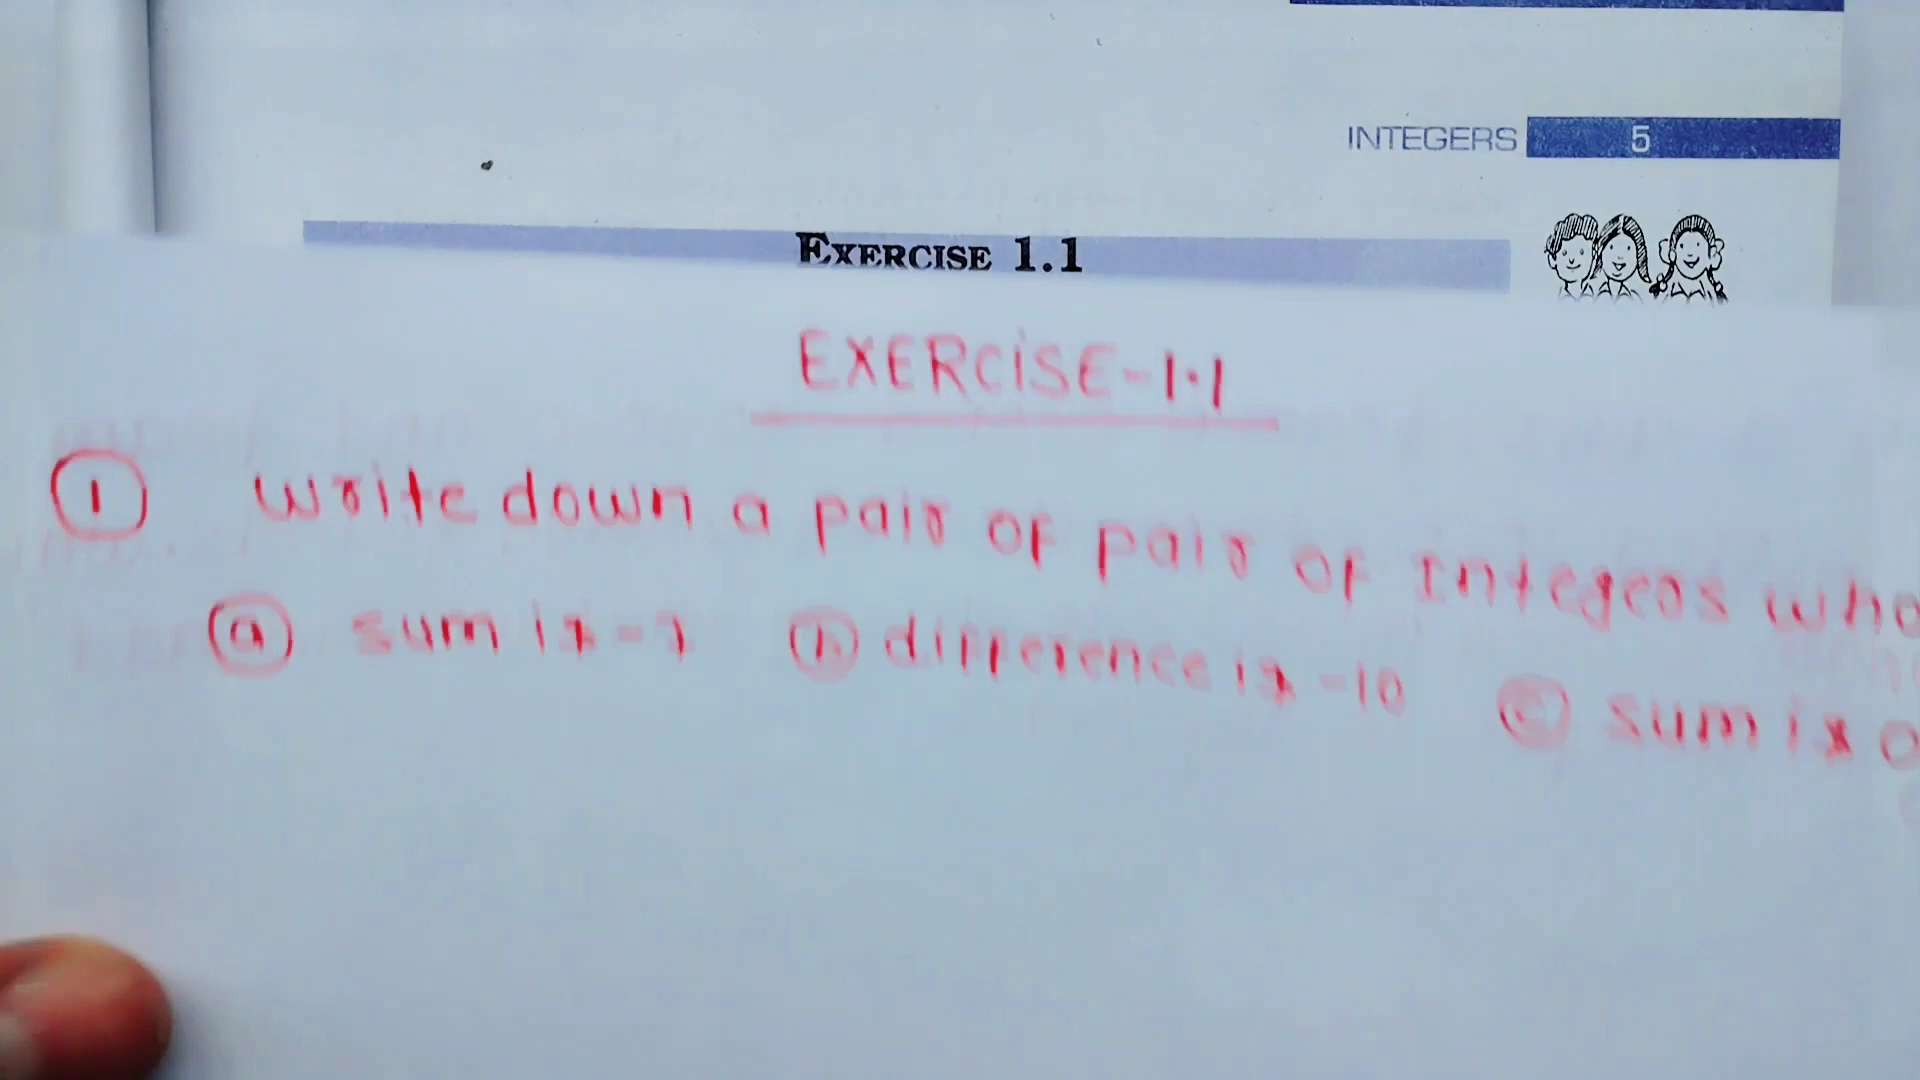 INTEGERS 5
EXERCISE 1.1
EXERCISE-1.1
1 write down a pair of pair of integers
a sum is -7 b difference is -10 c sum is 0